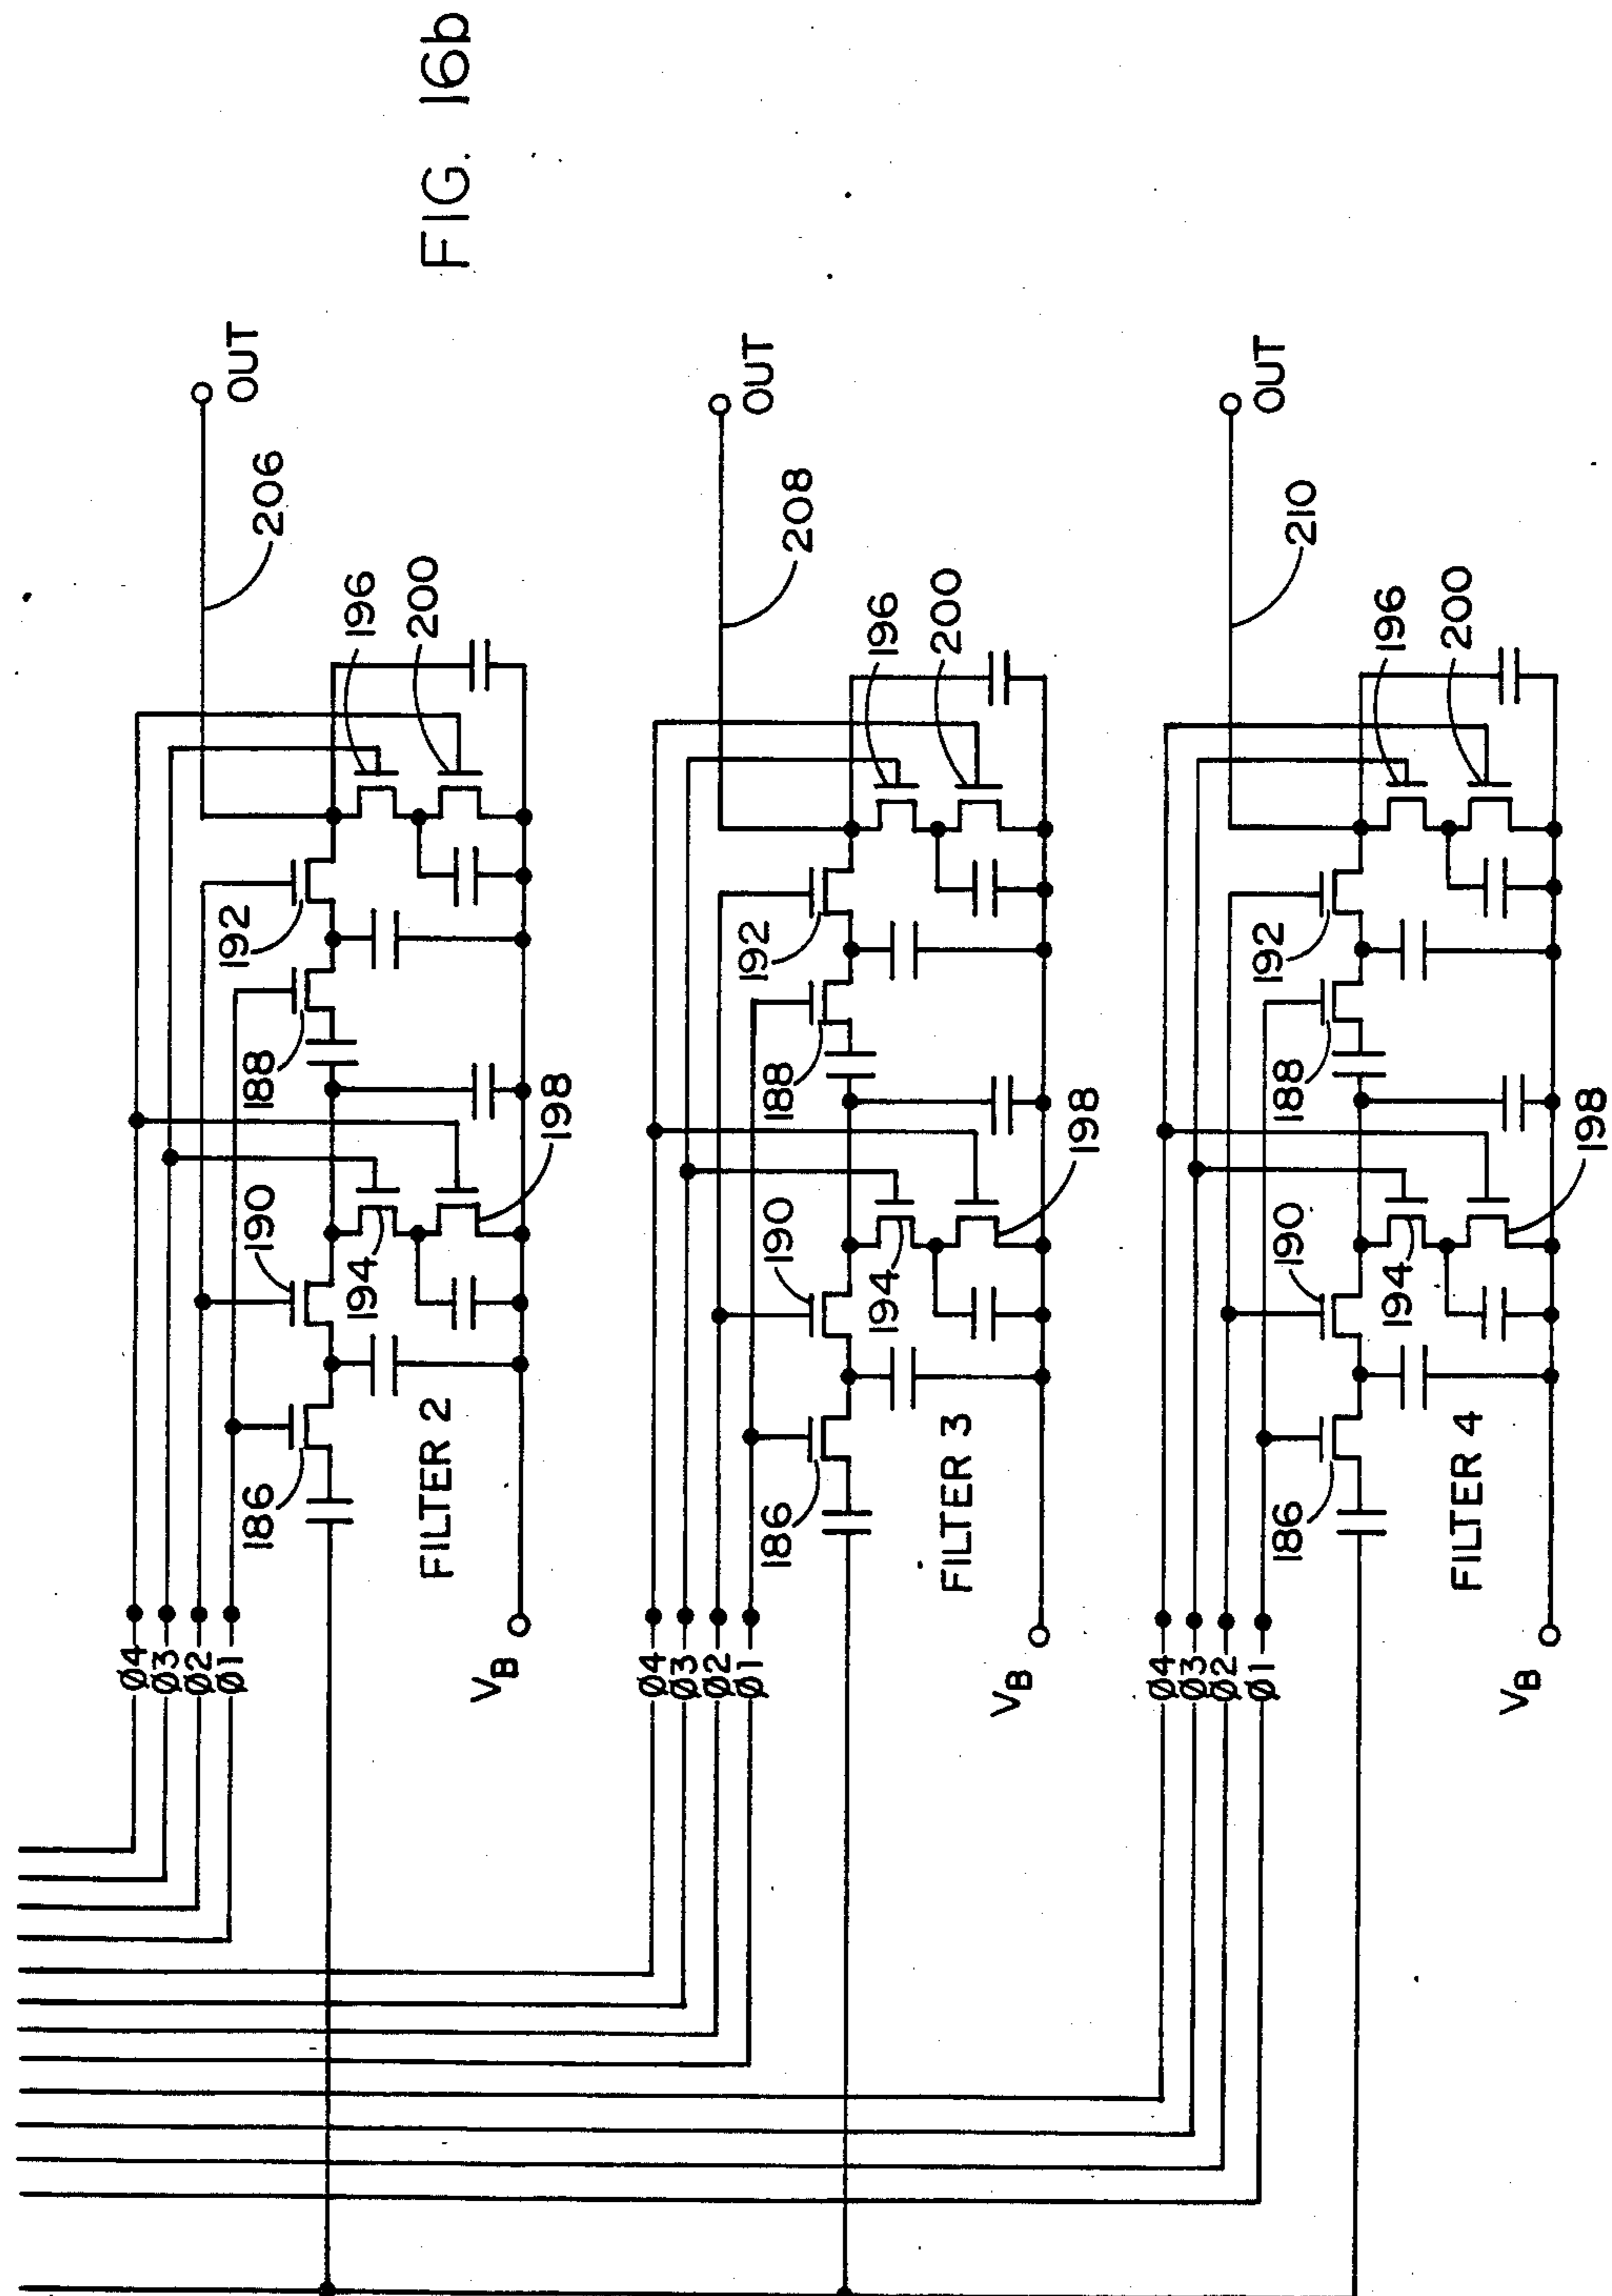 FIG. 16b
Ø4
Ø3
Ø2
Ø1
VB
186
190
194
198
188
192
196
200
206
OUT
FILTER 2
Ø4
Ø3
Ø2
Ø1
VB
186
190
194
198
188
192
196
200
208
OUT
FILTER 3
Ø4
Ø3
Ø2
Ø1
VB
186
190
194
198
188
192
196
200
210
OUT
FILTER 4